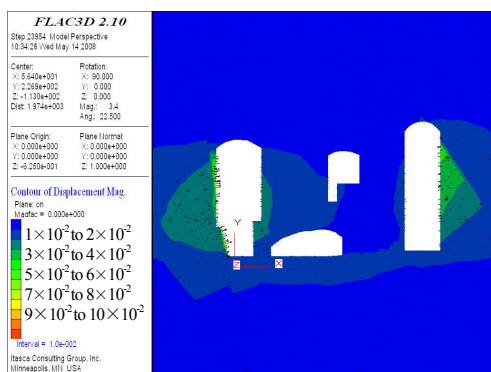 FLAC3D 2.10
Step 23954 Model Perspective
10:34:28 Wed May 14 2008
Center: Rotation:
X: 5.640e+001 X: 90.000
Y: 2.269e+002 Y: 0.000
Z: -1.130e+002 Z: 0.000
Dist: 1.974e+003 Mag.: 3.4
Ang.: 22.500
Plane Origin: Plane Normal:
X: 0.000e+000 X: 0.000e+000
Y: 0.000e+000 Y: 0.000e+000
Z: -6.250e+001 Z: 1.000e+000
Contour of Displacement Mag.
Plane: on
Magfac = 0.000e+000
1×10⁻² to 2×10⁻²
3×10⁻² to 4×10⁻²
5×10⁻² to 6×10⁻²
7×10⁻² to 8×10⁻²
9×10⁻² to 10×10⁻²
Interval = 1.0e-002
Itasca Consulting Group, Inc.
Minneapolis, MN USA
Y
Z X